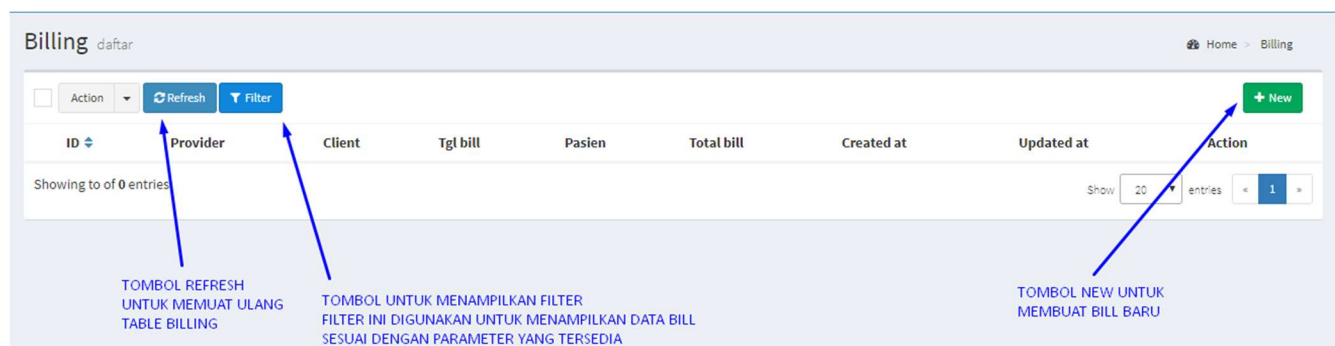 Billing daftar
Home > Billing
Action Refresh Filter
+ New
ID Provider Client Tgl bill Pasien Total bill Created at Updated at Action
Showing to of 0 entries
Show 20 entries « 1 »
TOMBOL REFRESH
UNTUK MEMUAT ULANG
TABLE BILLING
TOMBOL UNTUK MENAMPILKAN FILTER
FILTER INI DIGUNAKAN UNTUK MENAMPILKAN DATA BILL
SESUAI DENGAN PARAMETER YANG TERSEDIA
TOMBOL NEW UNTUK
MEMBUAT BILL BARU